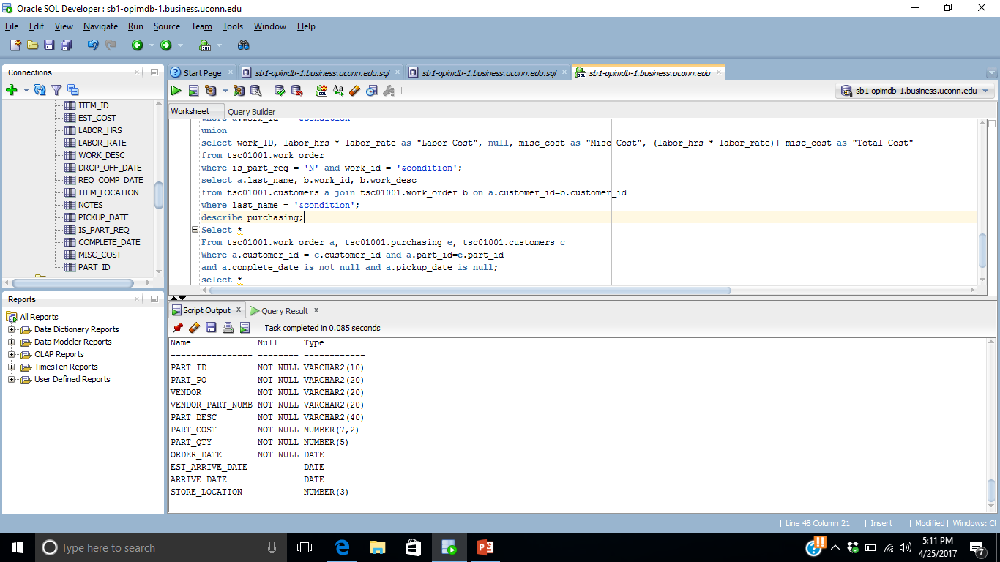 Oracle SQL Developer : sb1-opimdb-1.business.uconn.edu
File Edit View Navigate Run Source Team Tools Window Help
Connections
ITEM_ID
EST_COST
LABOR_HRS
LABOR_RATE
WORK_DESC
DROP_OFF_DATE
REQ_COMP_DATE
ITEM_LOCATION
NOTES
PICKUP_DATE
IS_PART_REQ
COMPLETE_DATE
MISC_COST
PART_ID
Reports
All Reports
Data Dictionary Reports
Data Modeler Reports
OLAP Reports
TimesTen Reports
User Defined Reports
Start Page sb1-opimdb-1.business.uconn.edu.sql sb1-opimdb-1.business.uconn.edu.sql sb1-opimdb-1.business.uconn.edu
sb1-opimdb-1.business.uconn.edu
Worksheet Query Builder
union
select work_ID, labor_hrs * labor_rate as "Labor Cost", null, misc_cost as "Misc Cost", (labor_hrs * labor_rate)+ misc_cost as "Total Cost"
from tsc01001.work_order
where is_part_req = 'N' and work_id = '&condition';
select a.last_name, b.work_id, b.work_desc
from tsc01001.customers a join tsc01001.work_order b on a.customer_id=b.customer_id
where last_name = '&condition';
describe purchasing;
Select *
From tsc01001.work_order a, tsc01001.purchasing e, tsc01001.customers c
Where a.customer_id = c.customer_id and a.part_id=e.part_id
and a.complete_date is not null and a.pickup_date is null;
select *
Script Output Query Result
Task completed in 0.085 seconds
Name Null Type
---------------- -------- ------------
PART_ID NOT NULL VARCHAR2(10)
PART_PO NOT NULL VARCHAR2(20)
VENDOR NOT NULL VARCHAR2(20)
VENDOR_PART_NUMB NOT NULL VARCHAR2(20)
PART_DESC NOT NULL VARCHAR2(40)
PART_COST NOT NULL NUMBER(7,2)
PART_QTY NOT NULL NUMBER(5)
ORDER_DATE NOT NULL DATE
EST_ARRIVE_DATE DATE
ARRIVE_DATE DATE
STORE_LOCATION NUMBER(3)
Line 48 Column 21 Insert Modified Windows:
Type here to search
5:11 PM
4/25/2017
7